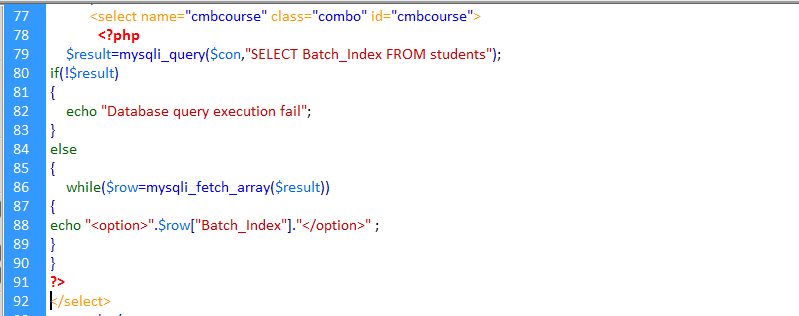 77 <select name="cmbcourse" class="combo" id="cmbcourse">
78 <?php
79 $result=mysqli_query($con,"SELECT Batch_Index FROM students");
80 if(!$result)
81 {
82 echo "Database query execution fail";
83 }
84 else
85 {
86 while($row=mysqli_fetch_array($result))
87 {
88 echo "<option>".$row["Batch_Index"]."</option>" ;
89 }
90 }
91 ?>
92 </select>